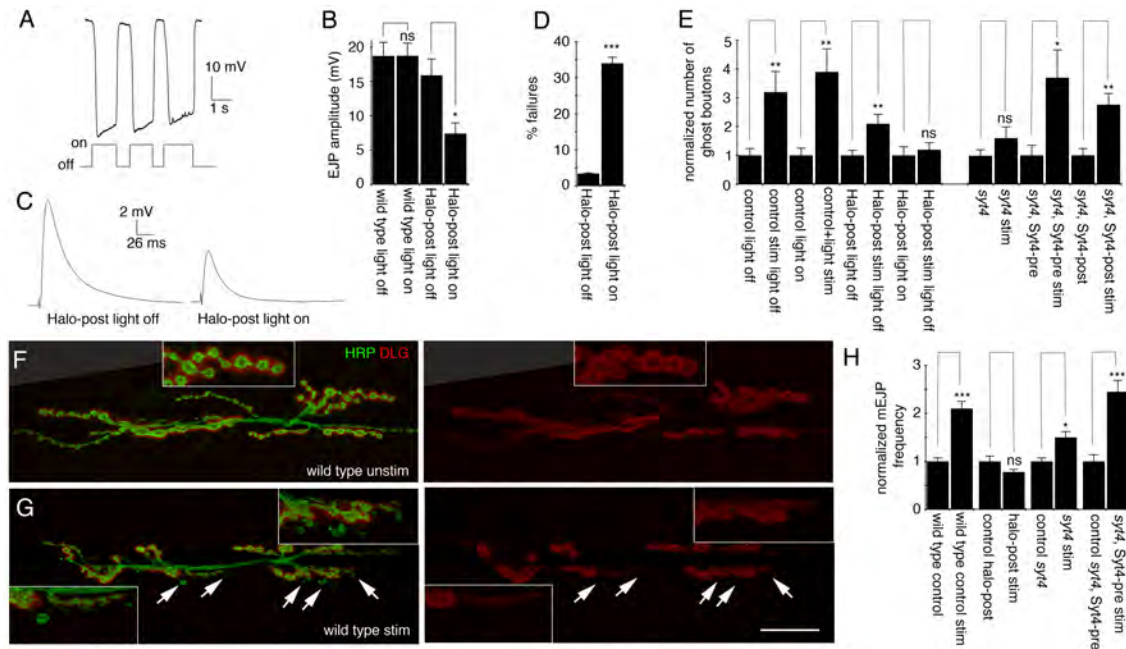 A
10 mV
1 s
on
off
B
EJP amplitude (mV)
20
15
10
5
0
ns
*
wild type light off
wild type light on
Halo-post light off
Halo-post light on
C
2 mV
26 ms
Halo-post light off
Halo-post light on
D
% failures
40
30
20
10
0
***
Halo-post light off
Halo-post light on
E
normalized number of
ghost boutons
5
4
3
2
1
0
**
**
**
ns
ns
*
**
control light off
control stim light off
control light on
control+light stim
Halo-post light off
Halo-post stim light off
Halo-post light on
Halo-post stim light off
syt4
syt4 stim
syt4, Syt4-pre
syt4, Syt4-pre stim
syt4, Syt4-post
syt4, Syt4-post stim
F
HRP DLG
wild type unstim
G
wild type stim
H
normalized mEJP
frequency
3
2
1
0
***
ns
*
***
wild type control
wild type control stim
control halo-post
halo-post stim
control syt4
syt4 stim
control syt4, Syt4-pre
syt4, Syt4-pre stim